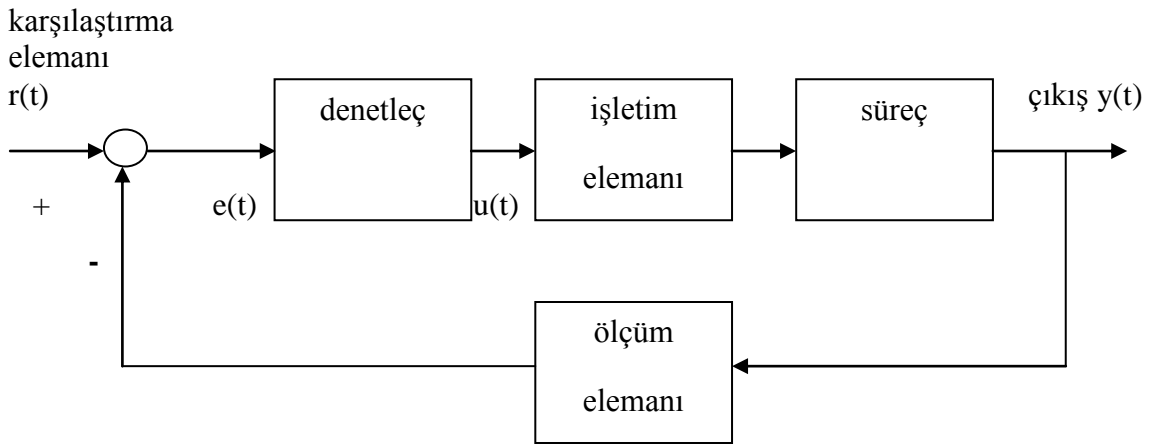 karşılaştırma
elemanı
r(t)
denetleç
işletim
elemanı
süreç
çıkış y(t)
+
e(t)
u(t)
-
ölçüm
elemanı